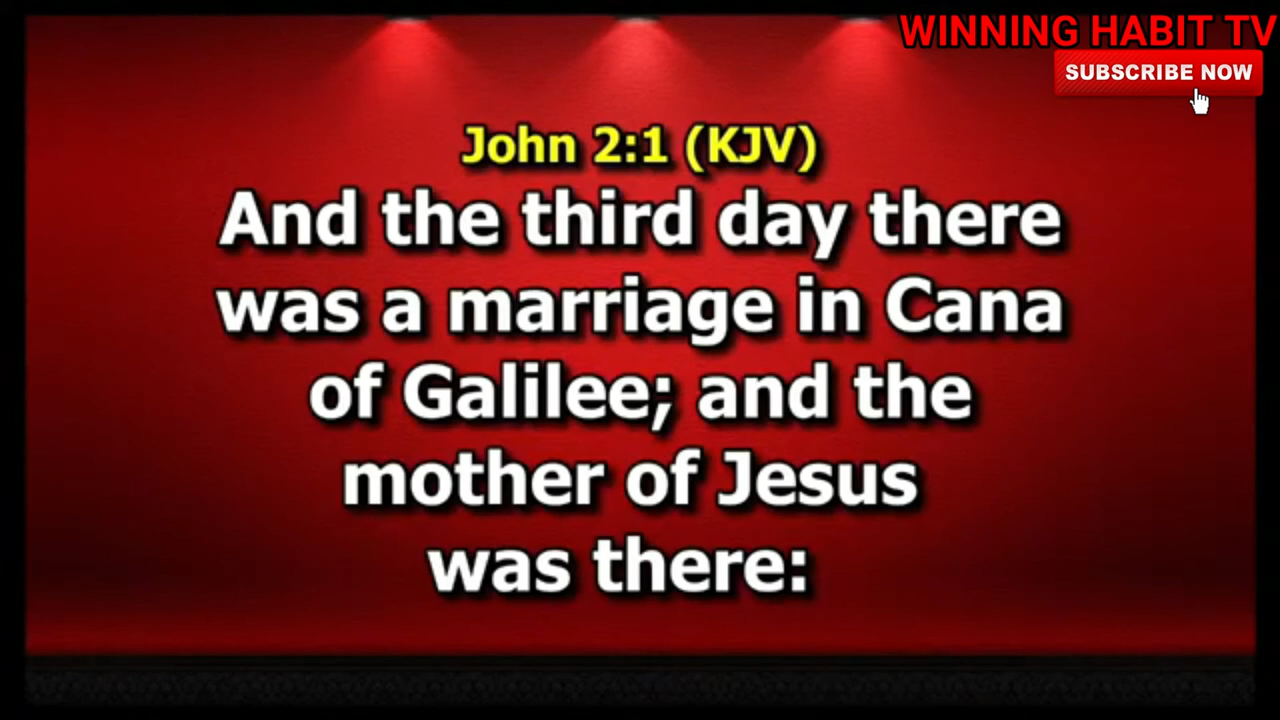 WINNING HABIT TV
SUBSCRIBE NOW
John 2:1 (KJV)
And the third day there
was a marriage in Cana
of Galilee; and the
mother of Jesus
was there: